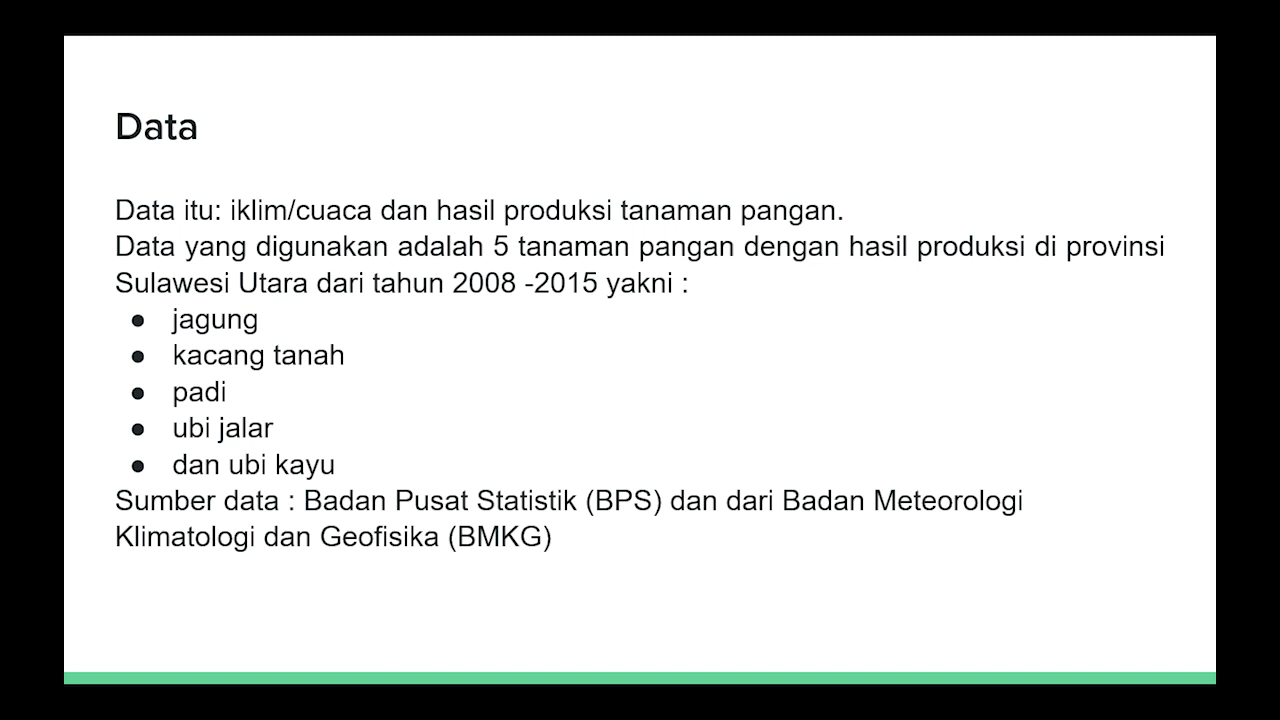 Data
Data itu: iklim/cuaca dan hasil produksi tanaman pangan.
Data yang digunakan adalah 5 tanaman pangan dengan hasil produksi di provinsi
Sulawesi Utara dari tahun 2008 -2015 yakni :
● jagung
● kacang tanah
● padi
● ubi jalar
● dan ubi kayu
Sumber data : Badan Pusat Statistik (BPS) dan dari Badan Meteorologi
Klimatologi dan Geofisika (BMKG)